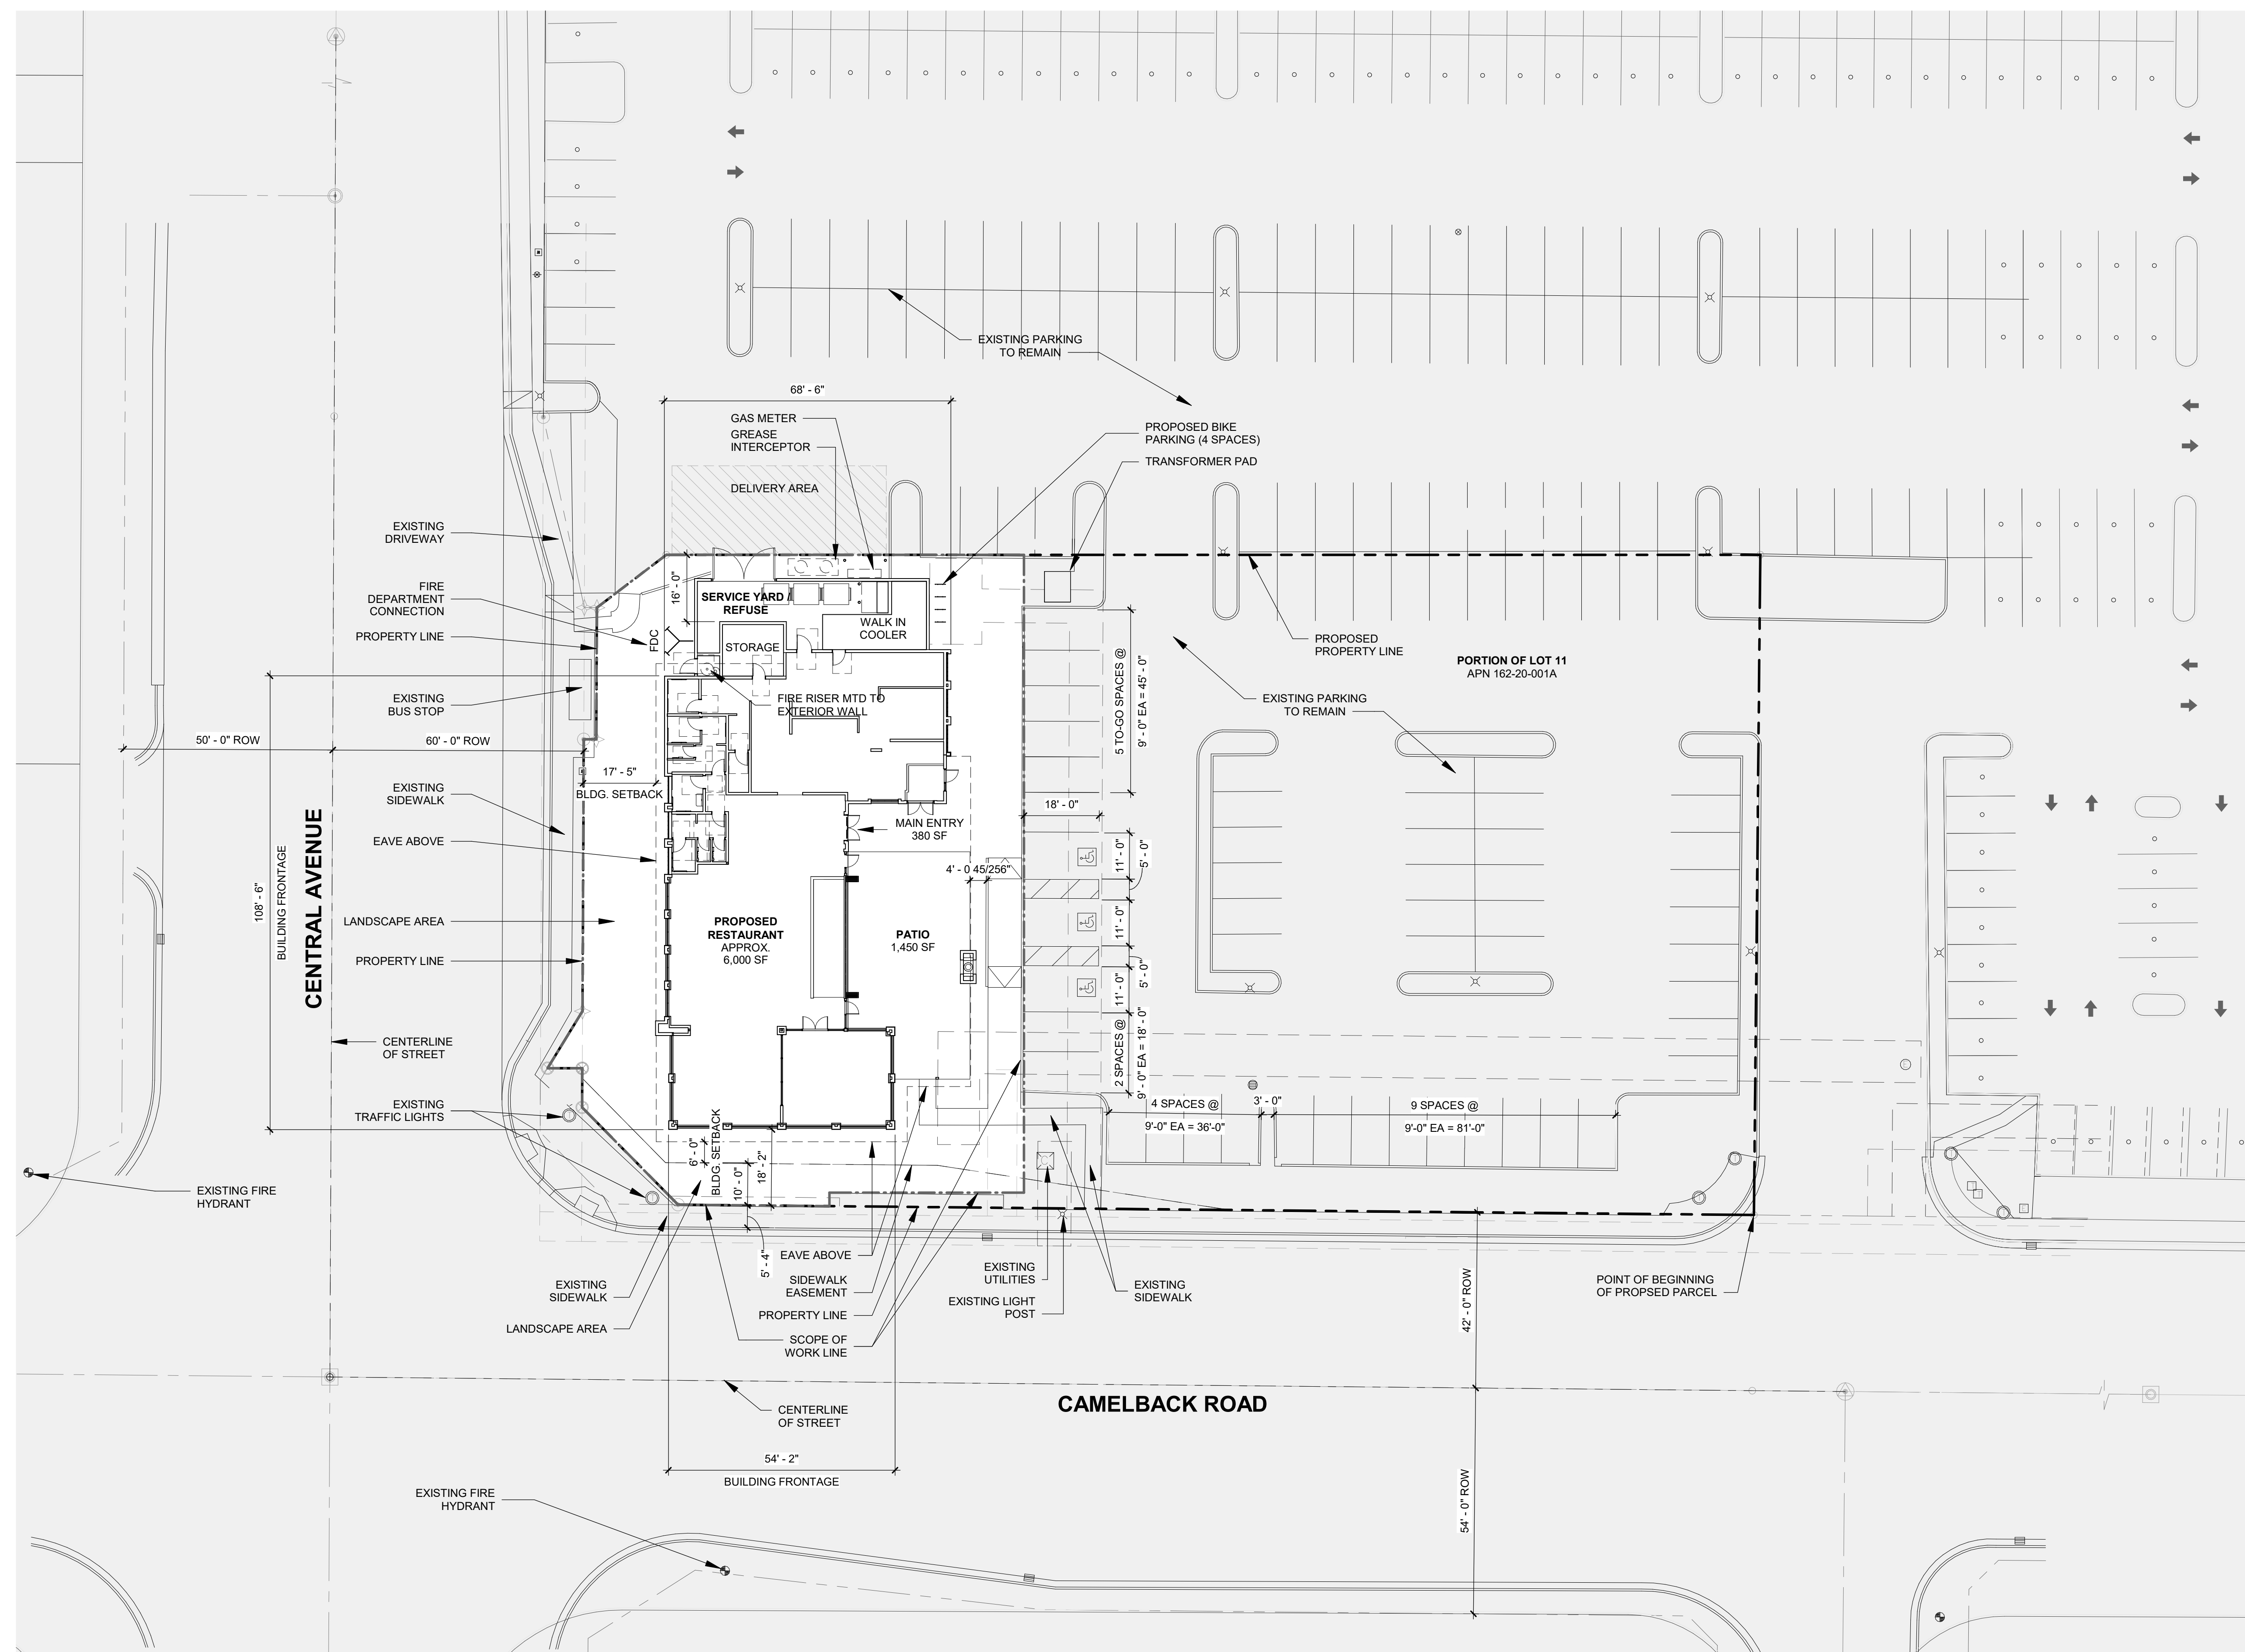 EXISTING PARKING
TO REMAIN
68' - 6"
GAS METER
GREASE
INTERCEPTOR
DELIVERY AREA
PROPOSED BIKE
PARKING (4 SPACES)
TRANSFORMER PAD
EXISTING
DRIVEWAY
FIRE
DEPARTMENT
CONNECTION
PROPERTY LINE
EXISTING
BUS STOP
50' - 0" ROW
60' - 0" ROW
17' - 5"
BLDG. SETBACK
EXISTING
SIDEWALK
EAVE ABOVE
LANDSCAPE AREA
PROPERTY LINE
CENTERLINE
OF STREET
EXISTING
TRAFFIC LIGHTS
EXISTING FIRE
HYDRANT
CENTRAL AVENUE
108' - 6"
BUILDING FRONTAGE
16' - 0"
SERVICE YARD /
REFUSE
WALK IN
COOLER
STORAGE
FDC
FIRE RISER MTD TO
EXTERIOR WALL
MAIN ENTRY
380 SF
4' - 0 45/256"
PROPOSED
RESTAURANT
APPROX.
6,000 SF
PATIO
1,450 SF
5 TO-GO SPACES @
9' - 0" EA = 45' - 0"
18' - 0"
11' - 0"
5' - 0"
11' - 0"
5' - 0"
11' - 0"
2 SPACES @
9' - 0" EA = 18' - 0"
PROPOSED
PROPERTY LINE
PORTION OF LOT 11
APN 162-20-001A
EXISTING PARKING
TO REMAIN
4 SPACES @
9'-0" EA = 36'-0"
3' - 0"
9 SPACES @
9'-0" EA = 81'-0"
6' - 0"
BLDG. SETBACK
10' - 0"
18' - 2"
5' - 4"
EAVE ABOVE
SIDEWALK
EASEMENT
PROPERTY LINE
SCOPE OF
WORK LINE
EXISTING
SIDEWALK
LANDSCAPE AREA
EXISTING
UTILITIES
EXISTING LIGHT
POST
EXISTING
SIDEWALK
POINT OF BEGINNING
OF PROPSED PARCEL
42' - 0" ROW
54' - 0" ROW
CAMELBACK ROAD
CENTERLINE
OF STREET
54' - 2"
BUILDING FRONTAGE
EXISTING FIRE
HYDRANT